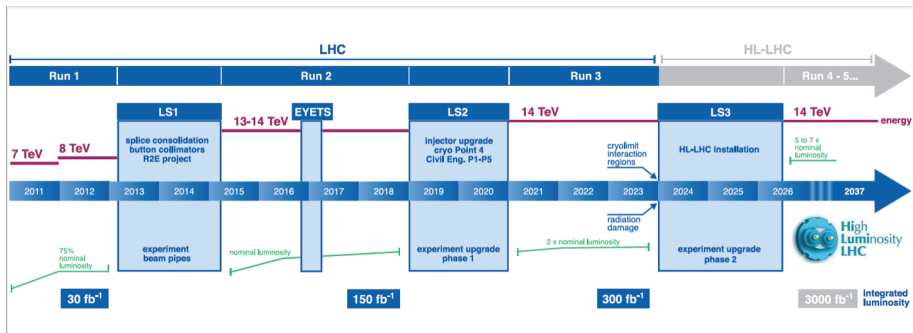 LHC
HL-LHC
Run 1
Run 2
Run 3
Run 4 - 5...
LS1
EYETS
LS2
14 TeV
LS3
14 TeV
13-14 TeV
energy
splice consolidation
button collimators
R2E project
injector upgrade
cryo Point 4
Civil Eng. P1-P5
cryolimit
interaction
regions
HL-LHC installation
5 to 7 x
nominal
luminosity
7 TeV
8 TeV
2011
2012
2013
2014
2015
2016
2017
2018
2019
2020
2021
2022
2023
2024
2025
2026
2037
radiation
damage
75%
nominal
luminosity
experiment
beam pipes
nominal luminosity
experiment upgrade
phase 1
2 x nominal luminosity
experiment upgrade
phase 2
High
Luminosity
LHC
30 fb-1
150 fb-1
300 fb-1
3000 fb-1
integrated
luminosity